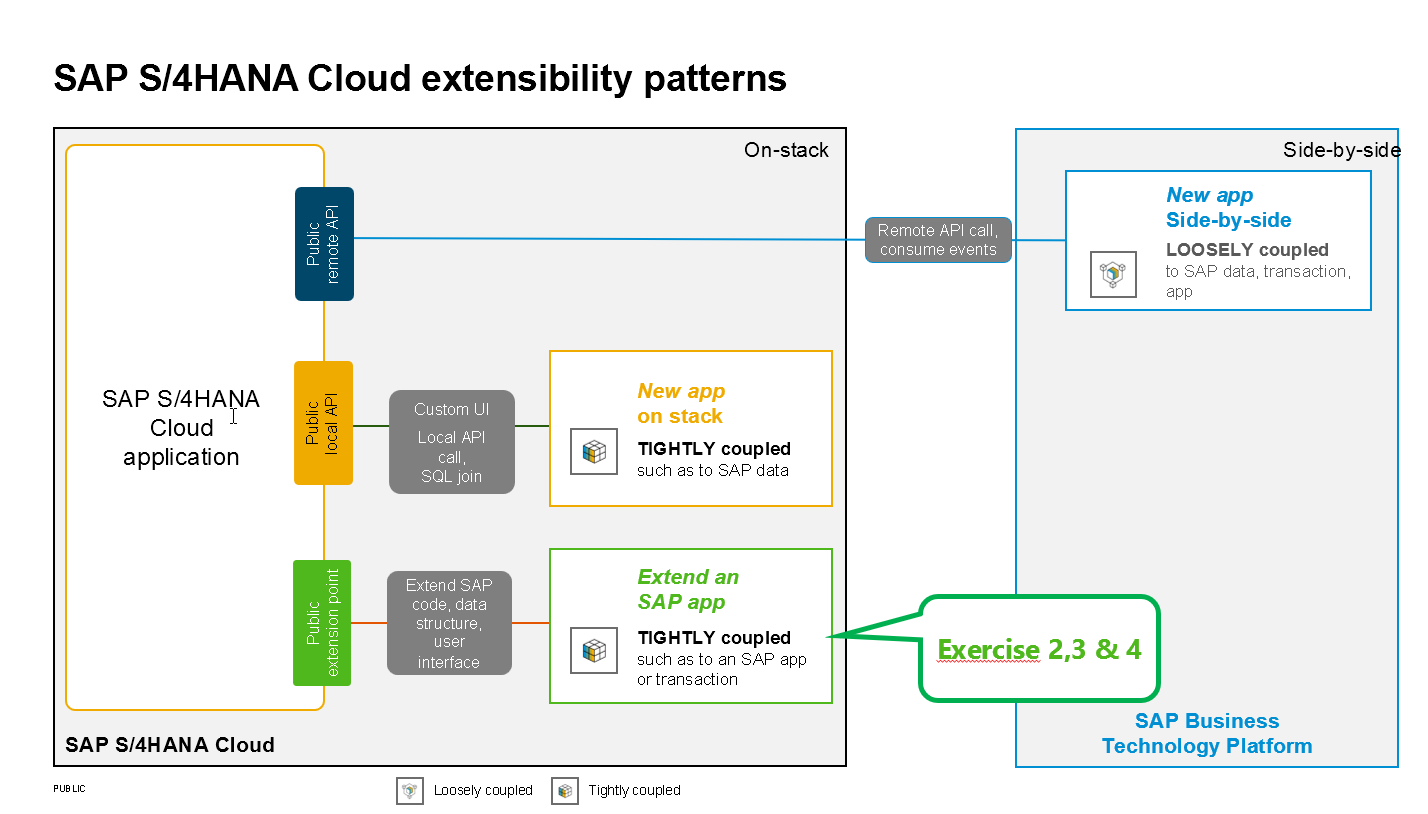 SAP S/4HANA Cloud extensibility patterns
On-stack
Side-by-side
Public
remote API
Remote API call,
consume events
New app
Side-by-side
LOOSELY coupled
to SAP data, transaction,
app
SAP S/4HANA
Cloud
application
Public
local API
Custom UI
Local API
call,
SQL join
New app
on stack
TIGHTLY coupled
such as to SAP data
Public
extension point
Extend SAP
code, data
structure,
user
interface
Extend an
SAP app
TIGHTLY coupled
such as to an SAP app
or transaction
Exercise 2,3 & 4
SAP Business
Technology Platform
SAP S/4HANA Cloud
PUBLIC
Loosely coupled
Tightly coupled